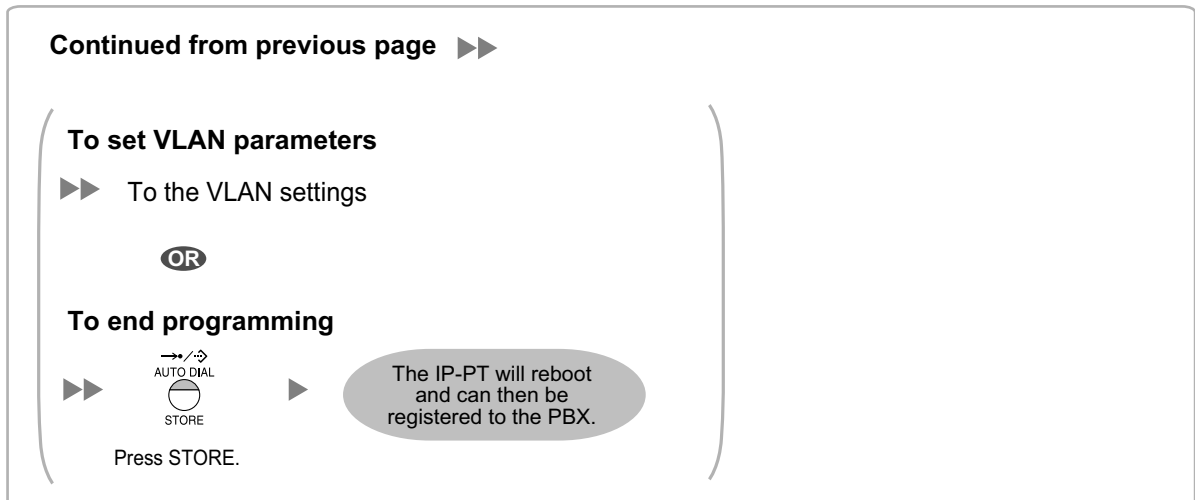 Continued from previous page
To set VLAN parameters
To the VLAN settings
OR
To end programming
AUTO DIAL
STORE
Press STORE.
The IP-PT will reboot
and can then be
registered to the PBX.